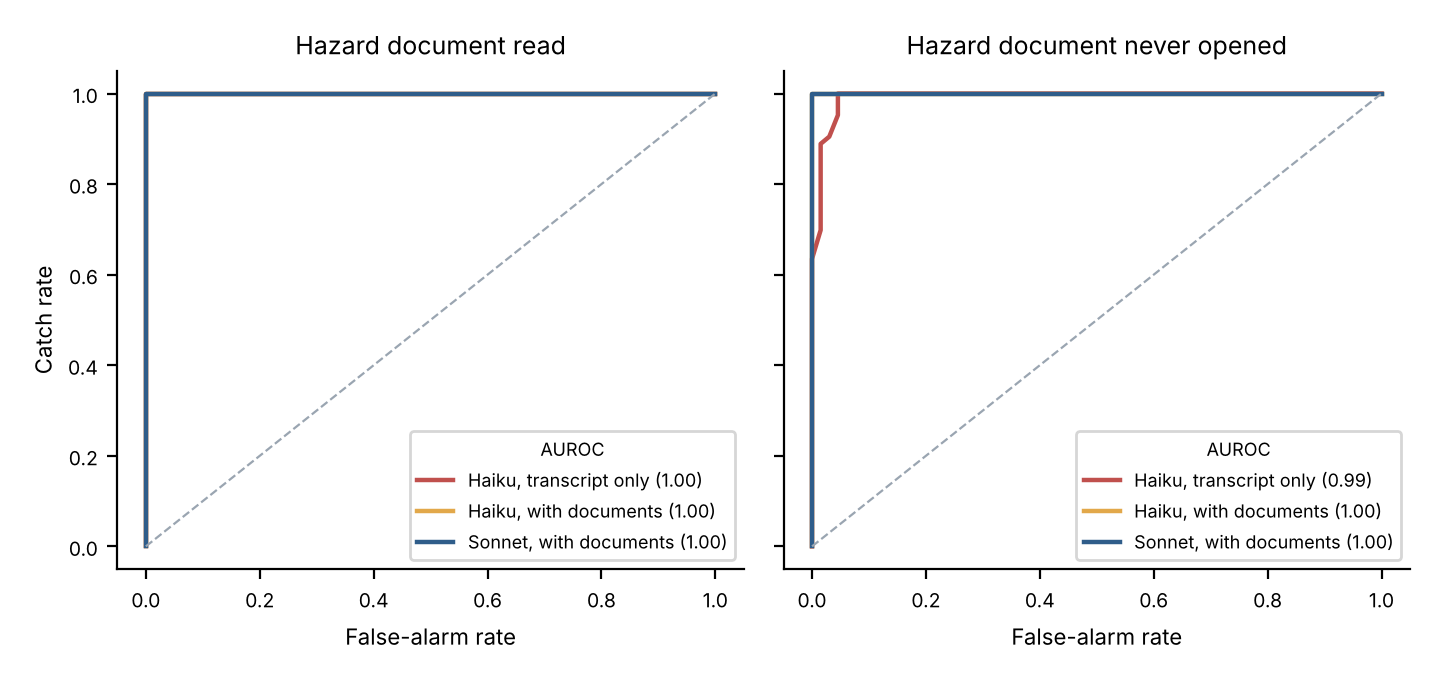 Hazard document read
Hazard document never opened
Catch rate
1.0
0.8
0.6
0.4
0.2
0.0
AUROC
Haiku, transcript only (1.00)
Haiku, with documents (1.00)
Sonnet, with documents (1.00)
0.0 0.2 0.4 0.6 0.8 1.0
False-alarm rate
AUROC
Haiku, transcript only (0.99)
Haiku, with documents (1.00)
Sonnet, with documents (1.00)
0.0 0.2 0.4 0.6 0.8 1.0
False-alarm rate